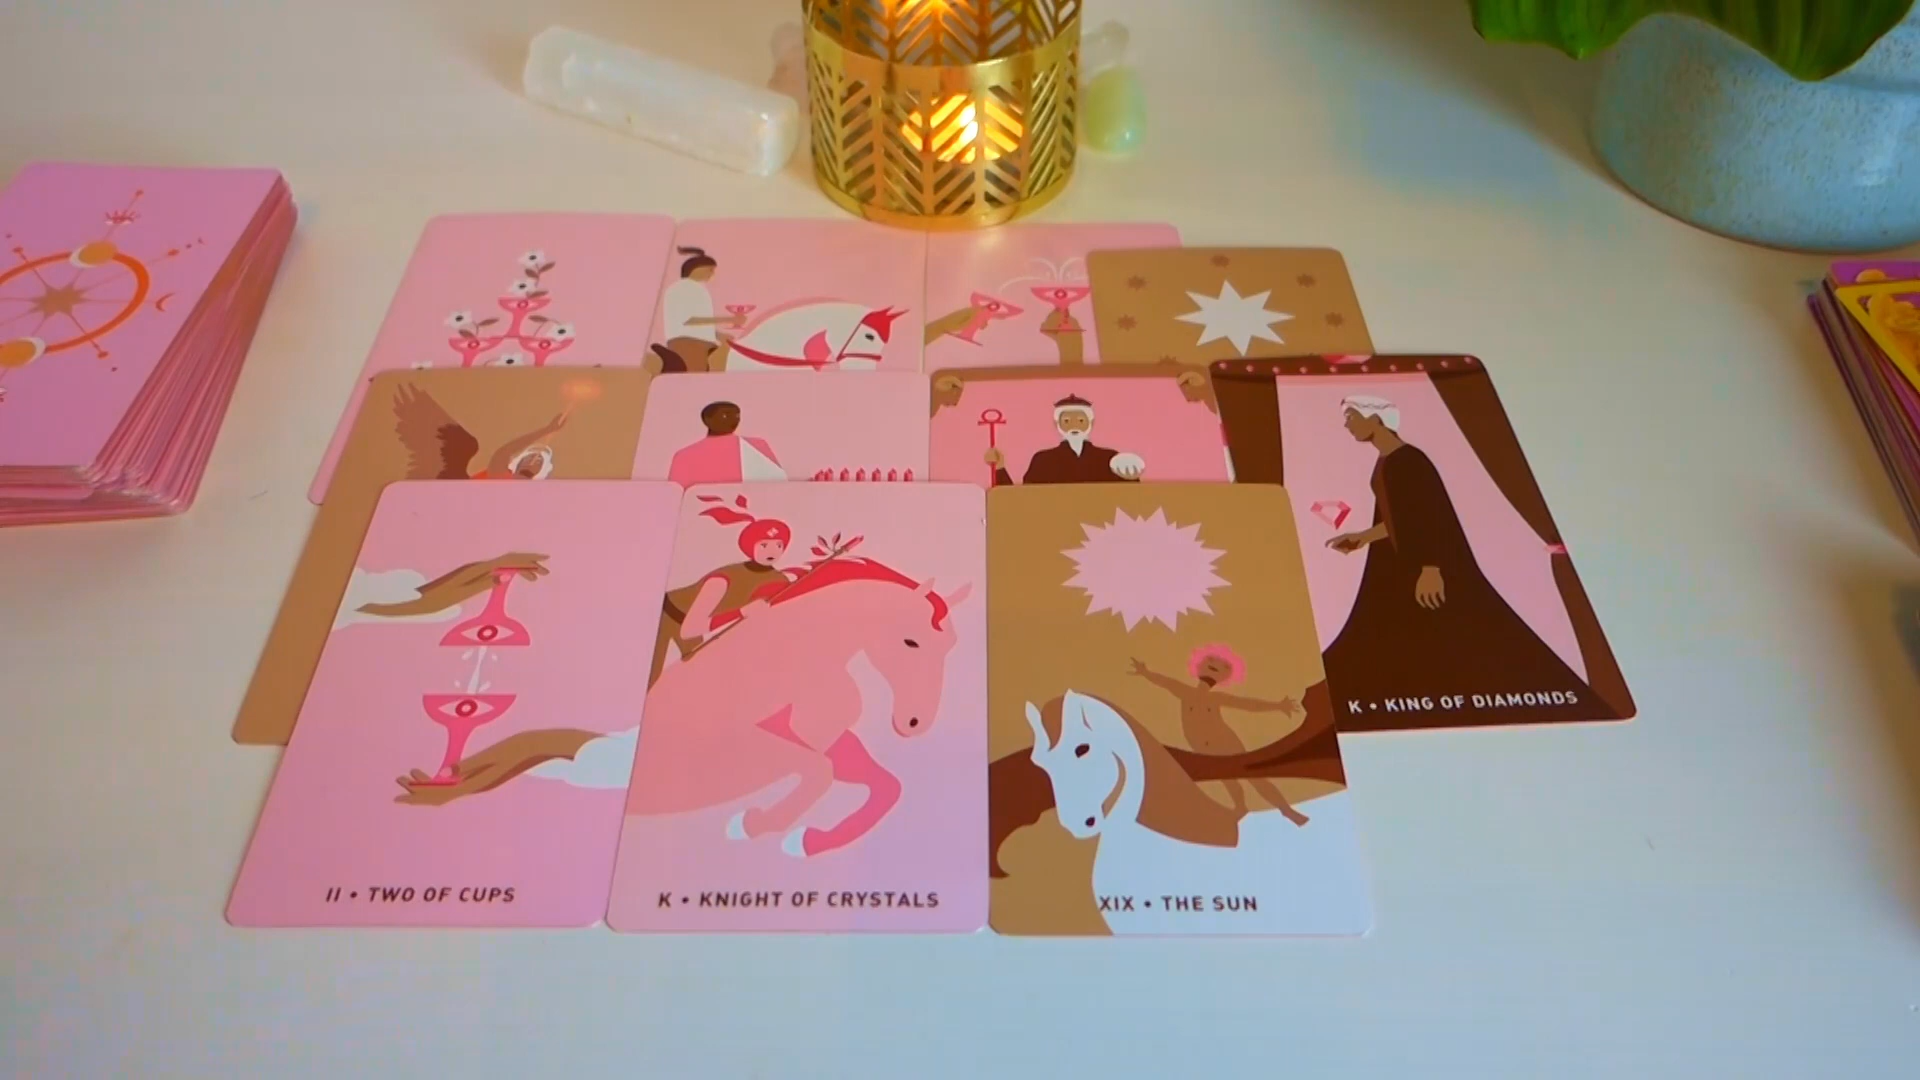 K • KING OF DIAMONDS
II • TWO OF CUPS
K • KNIGHT OF CRYSTALS
XIX • THE SUN